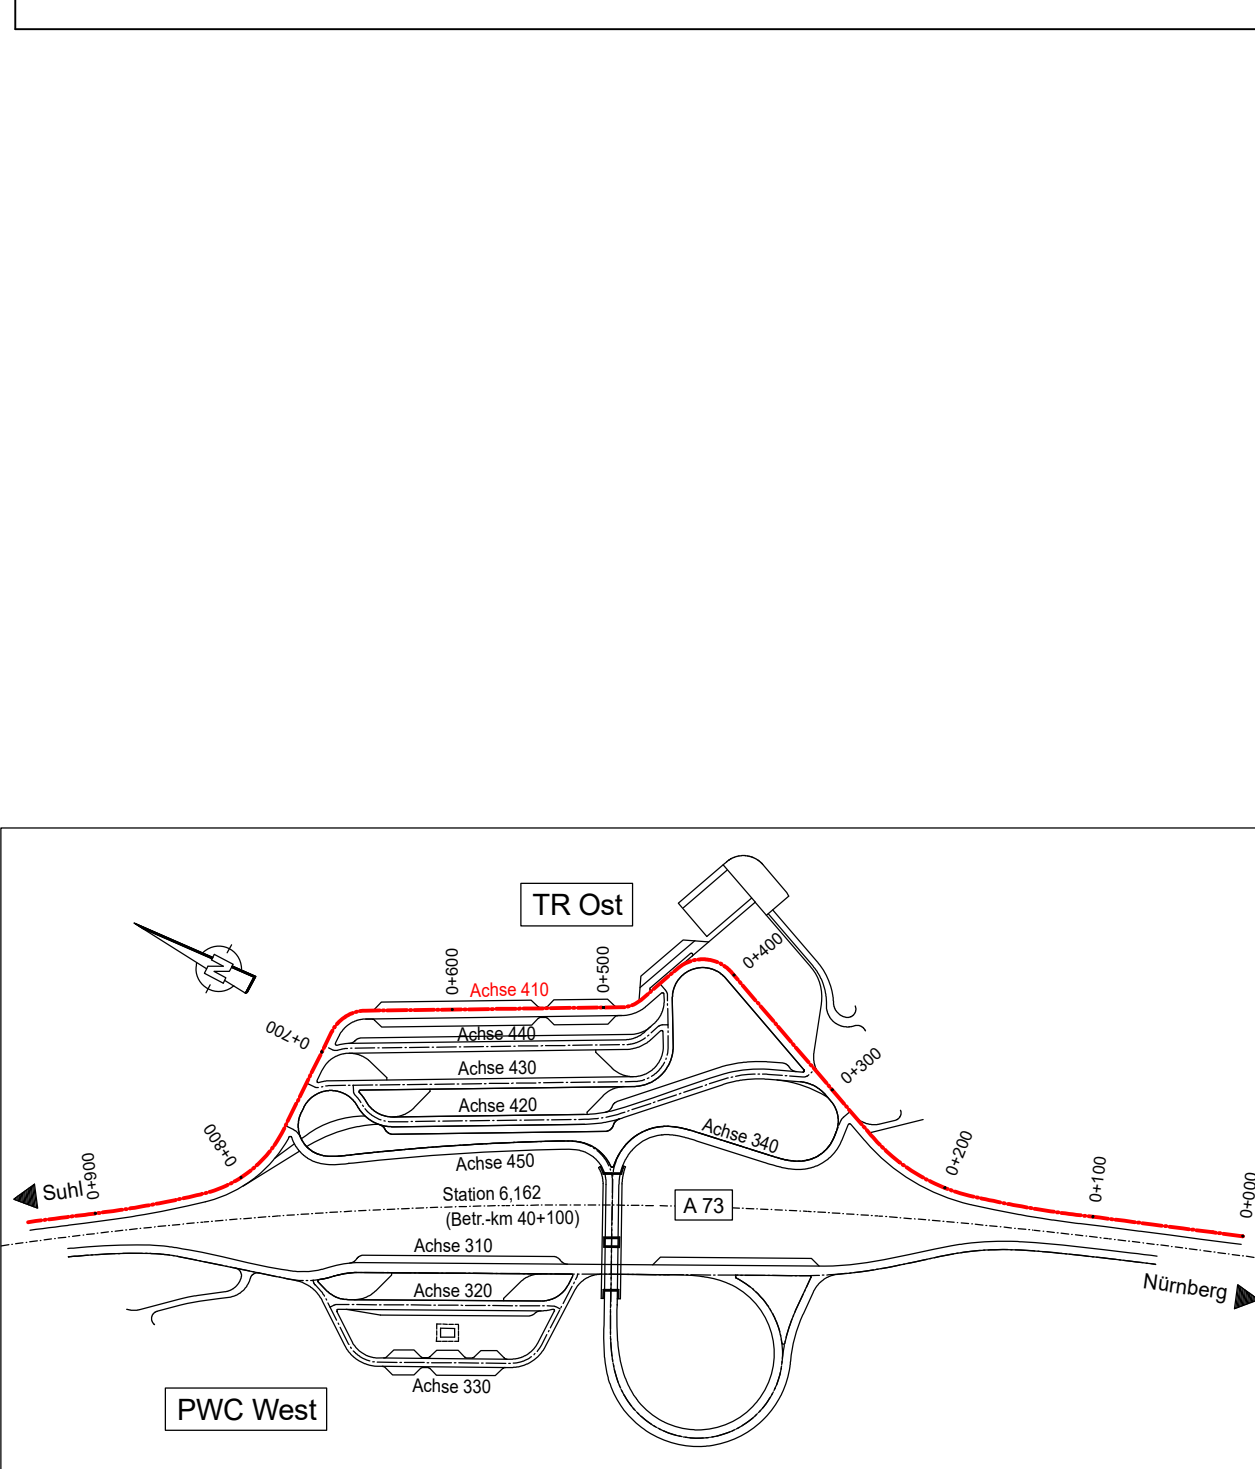 TR Ost
N
0+400
0+600
0+500
Achse 410
0+700
Achse 440
Achse 430
0+300
Achse 420
Achse 340
0+800
Achse 450
0+200
0+900
0+100
0+000
Suhl
Station 6,162
(Betr.-km 40+100)
A 73
Achse 310
Achse 320
Nürnberg
Achse 330
PWC West